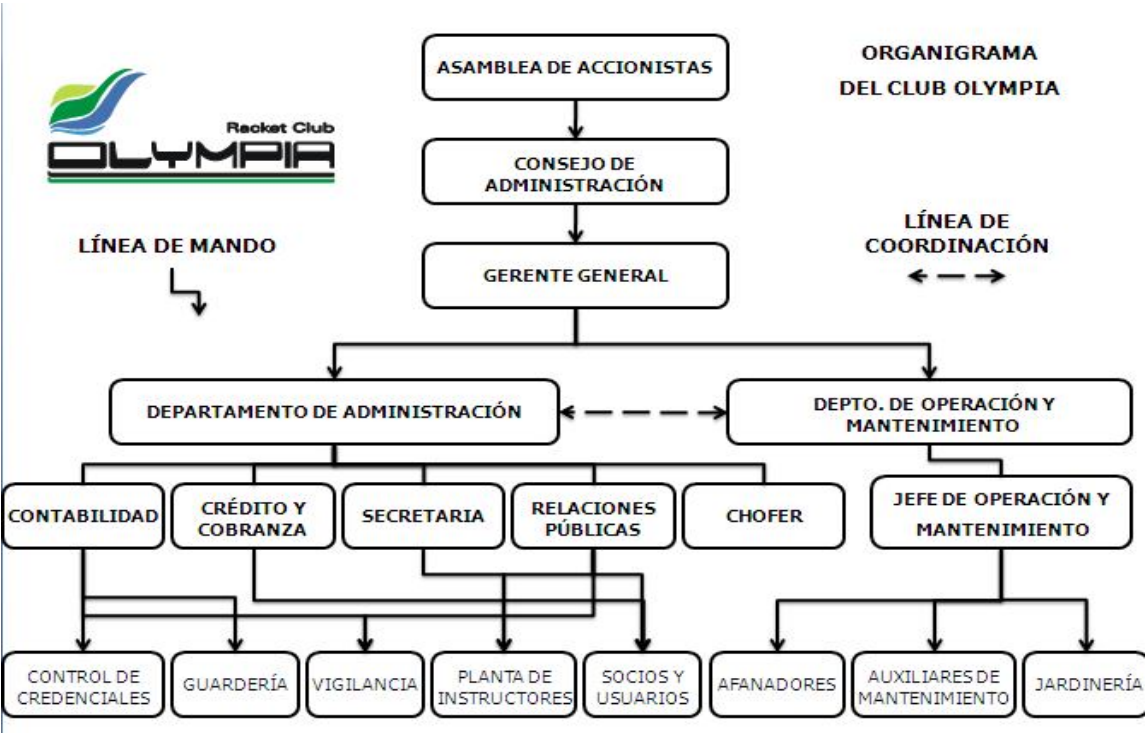 ASAMBLEA DE ACCIONISTAS
ORGANIGRAMA
DEL CLUB OLYMPIA
Racket Club
OLYMPIA
CONSEJO DE
ADMINISTRACIÓN
LÍNEA DE MANDO
LÍNEA DE
COORDINACIÓN
GERENTE GENERAL
DEPARTAMENTO DE ADMINISTRACIÓN
DEPTO. DE OPERACIÓN Y
MANTENIMIENTO
CONTABILIDAD
CRÉDITO Y
COBRANZA
SECRETARIA
RELACIONES
PÚBLICAS
CHOFER
JEFE DE OPERACIÓN Y
MANTENIMIENTO
CONTROL DE
CREDENCIALES
GUARDERÍA
VIGILANCIA
PLANTA DE
INSTRUCTORES
SOCIOS Y
USUARIOS
AFANADORES
AUXILIARES DE
MANTENIMIENTO
JARDINERÍA